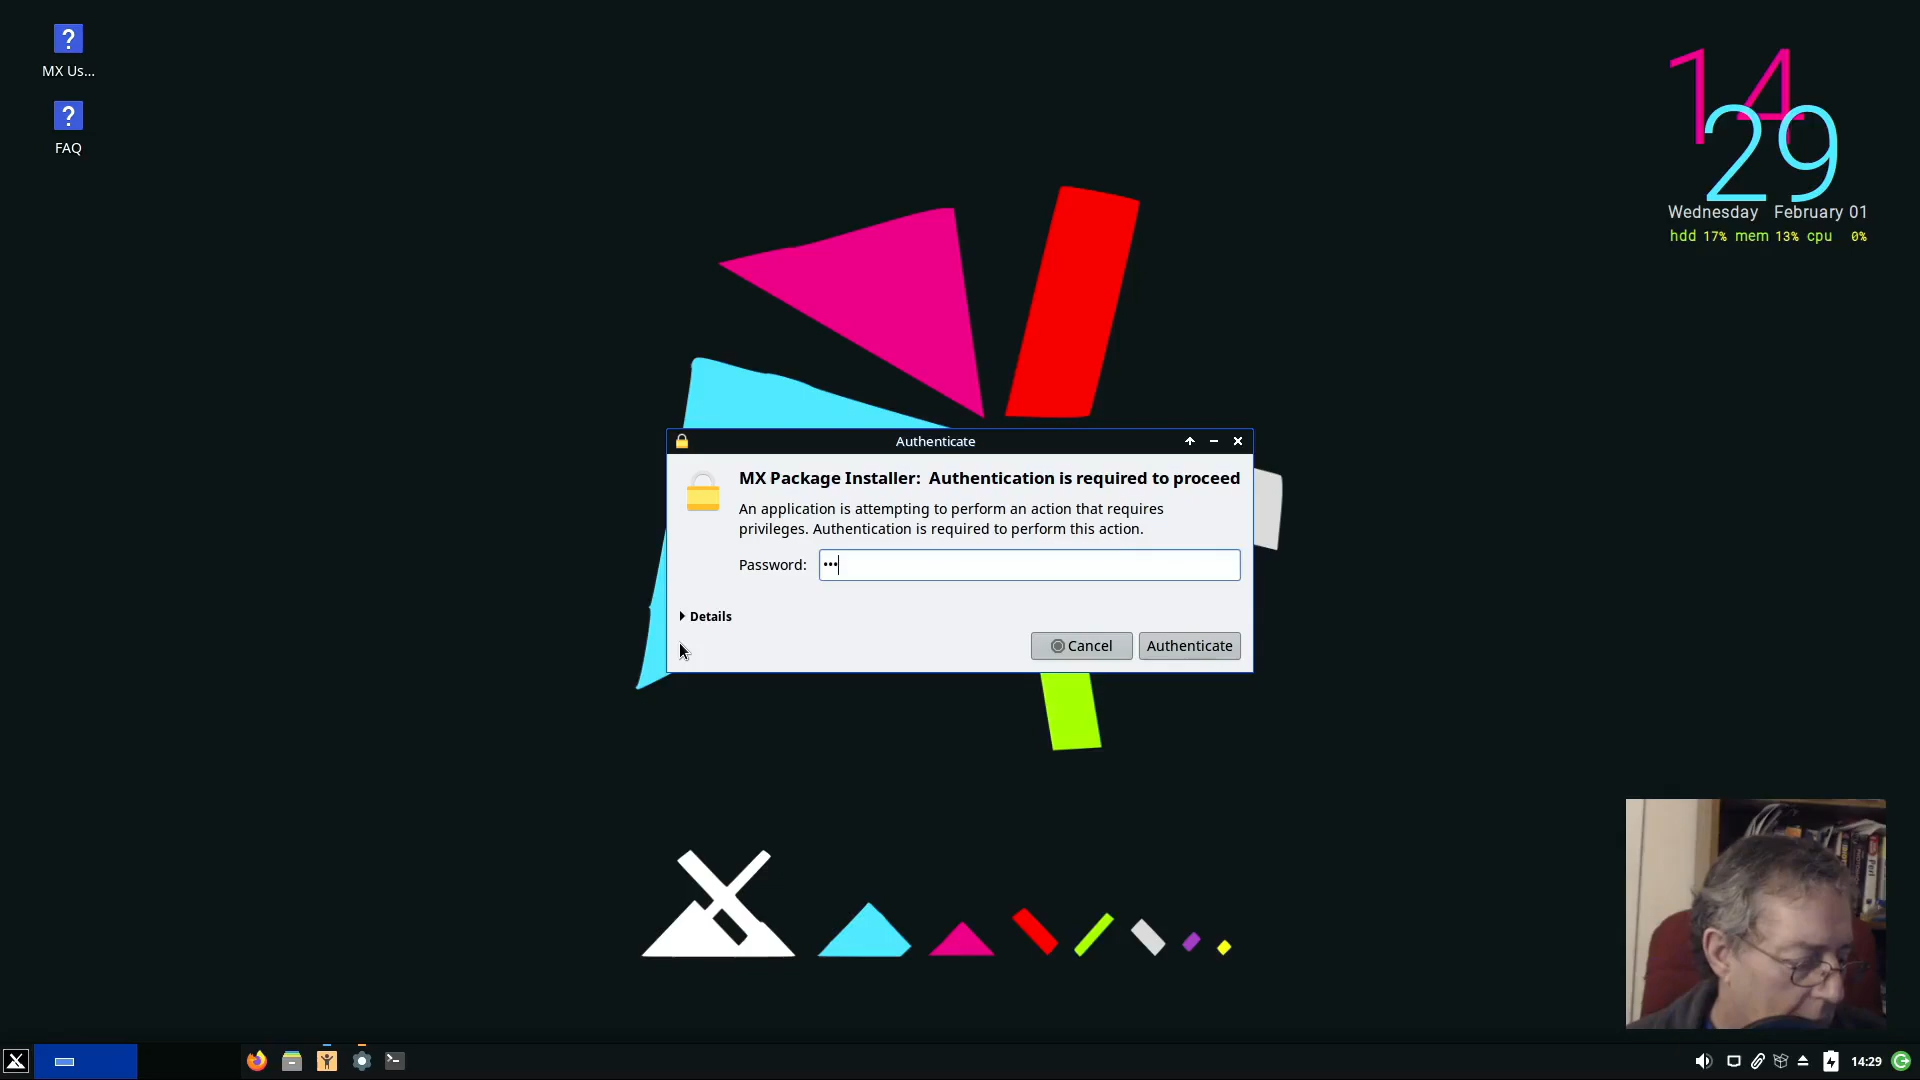 MX Us...
FAQ
14
29
Wednesday February 01
hdd 17% mem 13% cpu 0%
Authenticate
MX Package Installer: Authentication is required to proceed
An application is attempting to perform an action that requires
privileges. Authentication is required to perform this action.
Password: •••
Details
Cancel
Authenticate
14:29